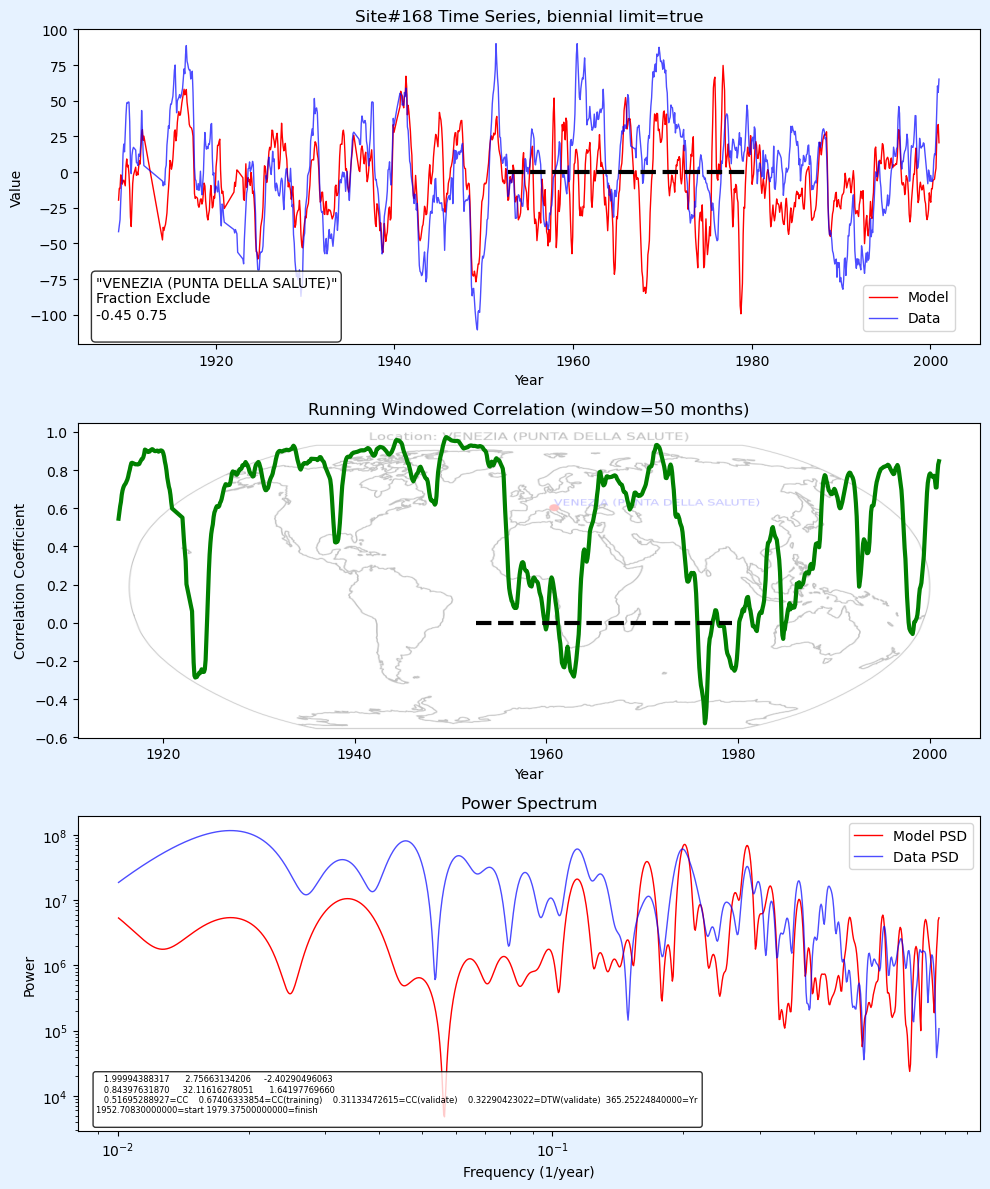 Site#168 Time Series, biennial limit=true
Value
100
75
50
25
0
−25
−50
−75
−100
"VENEZIA (PUNTA DELLA SALUTE)"
Fraction Exclude
-0.45 0.75
Model
Data
1920
1940
1960
1980
2000
Year
Running Windowed Correlation (window=50 months)
Location: VENEZIA (PUNTA DELLA SALUTE)
VENEZIA (PUNTA DELLA SALUTE)
Correlation Coefficient
1.0
0.8
0.6
0.4
0.2
0.0
−0.2
−0.4
−0.6
1920
1940
1960
1980
2000
Year
Power Spectrum
Model PSD
Data PSD
Power
10⁸
10⁷
10⁶
10⁵
10⁴
1.99994388317 2.75663134206 -2.40290496063
0.84397631870 32.11616278051 1.64197769660
0.51695288927=CC 0.67406333854=CC(training) 0.31133472615=CC(validate) 0.32290423022=DTW(validate) 365.25224840000=Yr
1952.70830000000=start 1979.37500000000=finish
10⁻²
10⁻¹
Frequency (1/year)